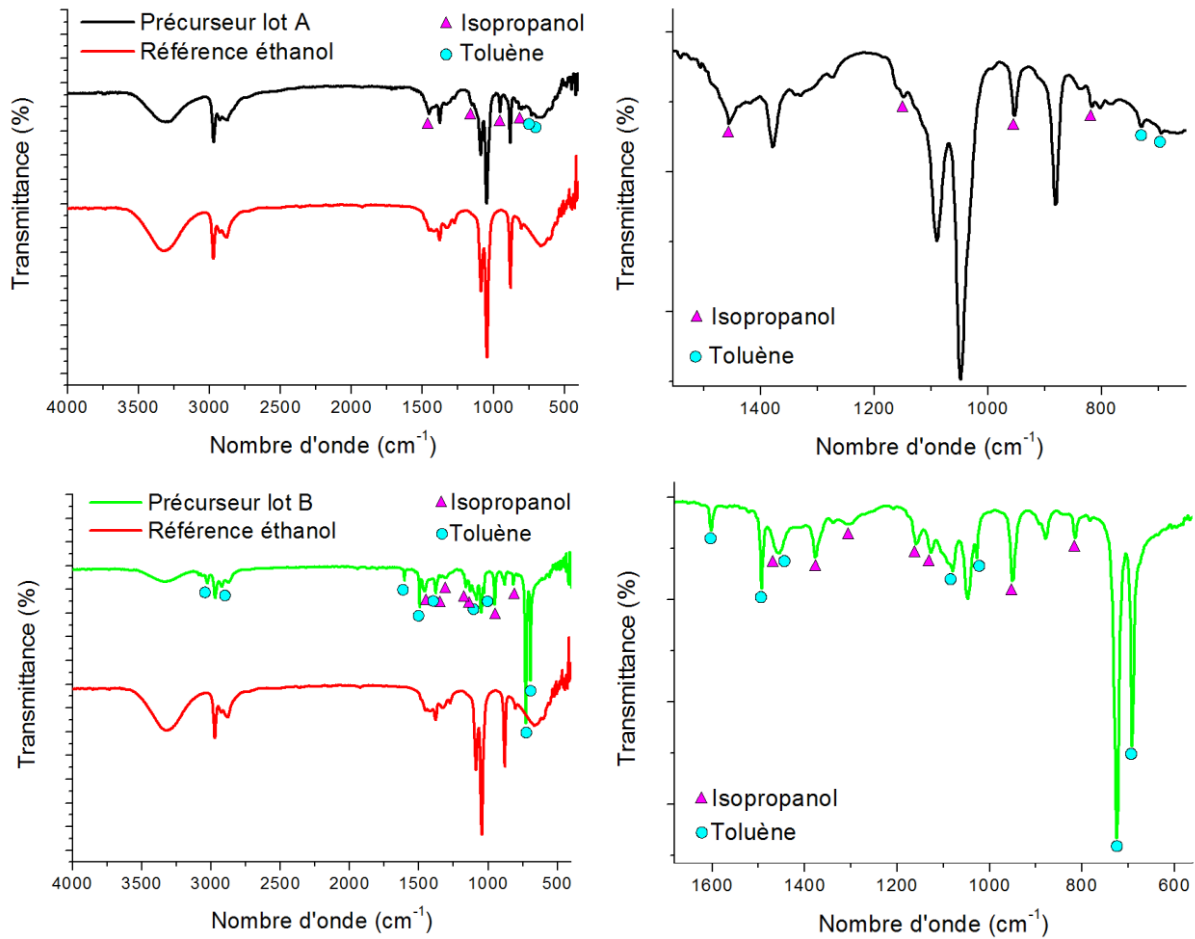 Précurseur lot A
Référence éthanol
Isopropanol
Toluène
Transmittance (%)
4000 3500 3000 2500 2000 1500 1000 500
Nombre d'onde (cm-1)
Transmittance (%)
Isopropanol
Toluène
1400 1200 1000 800
Nombre d'onde (cm-1)
Précurseur lot B
Référence éthanol
Isopropanol
Toluène
Transmittance (%)
4000 3500 3000 2500 2000 1500 1000 500
Nombre d'onde (cm-1)
Transmittance (%)
Isopropanol
Toluène
1600 1400 1200 1000 800 600
Nombre d'onde (cm-1)